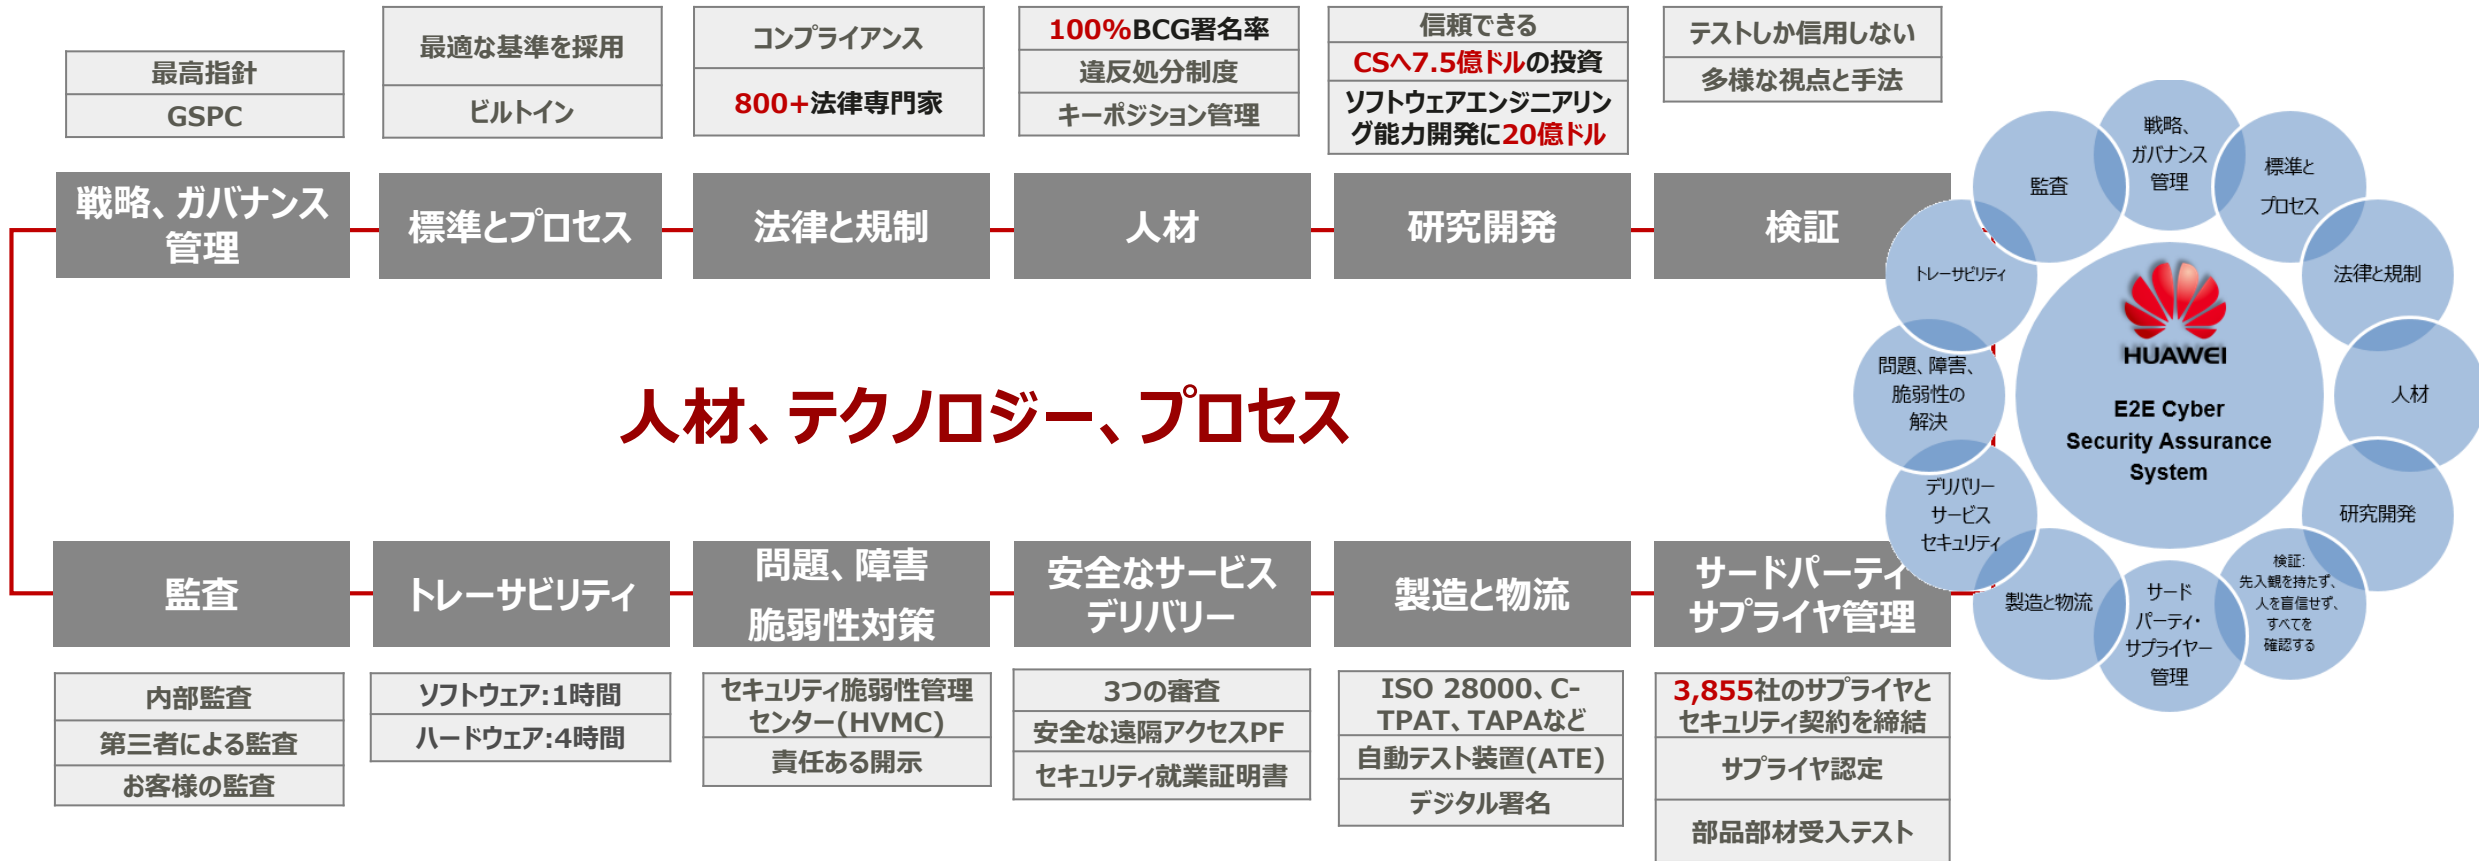 最高指針
GSPC
最適な基準を採用
ビルトイン
コンプライアンス
800+法律専門家
100%BCG署名率
違反処分制度
キーポジション管理
信頼できる
CSへ7.5億ドルの投資
ソフトウェアエンジニアリン
グ能力開発に20億ドル
テストしか信用しない
多様な視点と手法
戦略、ガバナンス
管理
標準とプロセス
法律と規制
人材
研究開発
検証
人材、テクノロジー、プロセス
監査
トレーサビリティ
問題、障害
脆弱性対策
安全なサービス
デリバリー
製造と物流
サードパーティ
サプライヤ管理
内部監査
第三者による監査
お客様の監査
ソフトウェア:1時間
ハードウェア:4時間
セキュリティ脆弱性管理
センター(HVMC)
責任ある開示
3つの審査
安全な遠隔アクセスPF
セキュリティ就業証明書
ISO 28000、C-
TPAT、TAPAなど
自動テスト装置(ATE)
デジタル署名
3,855社のサプライヤと
セキュリティ契約を締結
サプライヤ認定
部品部材受入テスト
戦略、
ガバナンス
管理
標準と
プロセス
法律と規制
人材
研究開発
検証:
先入観を持たず、
人を盲信せず、
すべてを
確認する
サード
パーティ・
サプライヤー
管理
製造と物流
デリバリー
サービス
セキュリティ
問題、障害、
脆弱性の
解決
トレーサビリティ
監査
HUAWEI
E2E Cyber
Security Assurance
System